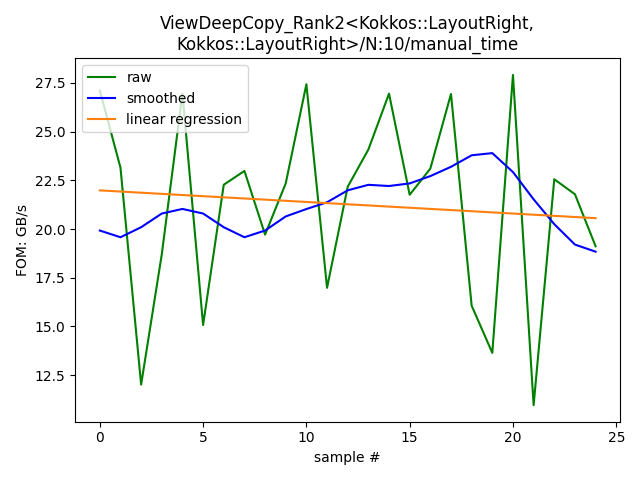 ViewDeepCopy_Rank2<Kokkos::LayoutRight,
Kokkos::LayoutRight>/N:10/manual_time
raw
smoothed
linear regression
FOM: GB/s
27.5
25.0
22.5
20.0
17.5
15.0
12.5
0
5
10
15
20
25
sample #